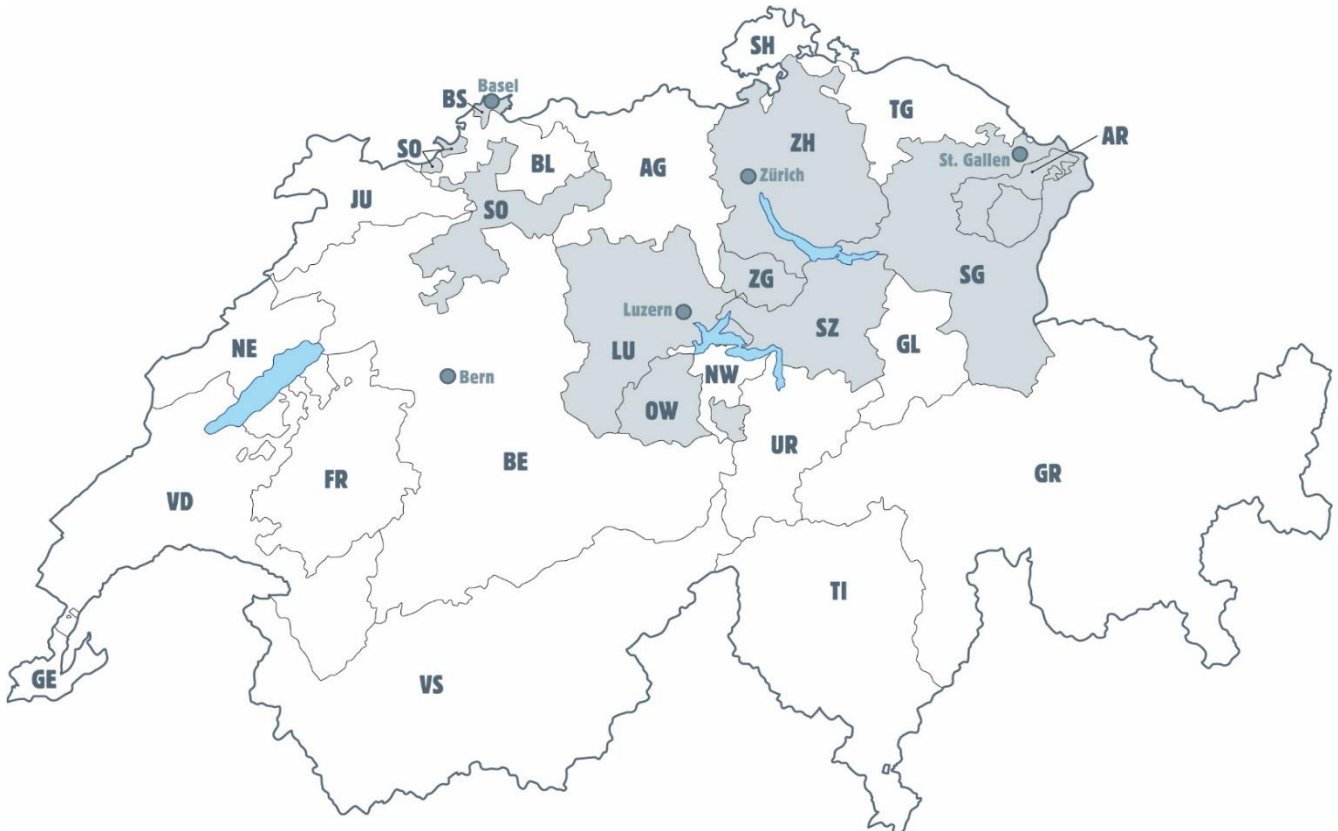 SH
Basel
BS
TG
AR
ZH
SO
BL
AG
St. Gallen
Zürich
JU
SO
ZG
SG
Luzern
SZ
NE
LU
GL
NW
Bern
OW
UR
BE
FR
GR
VD
TI
GE
VS